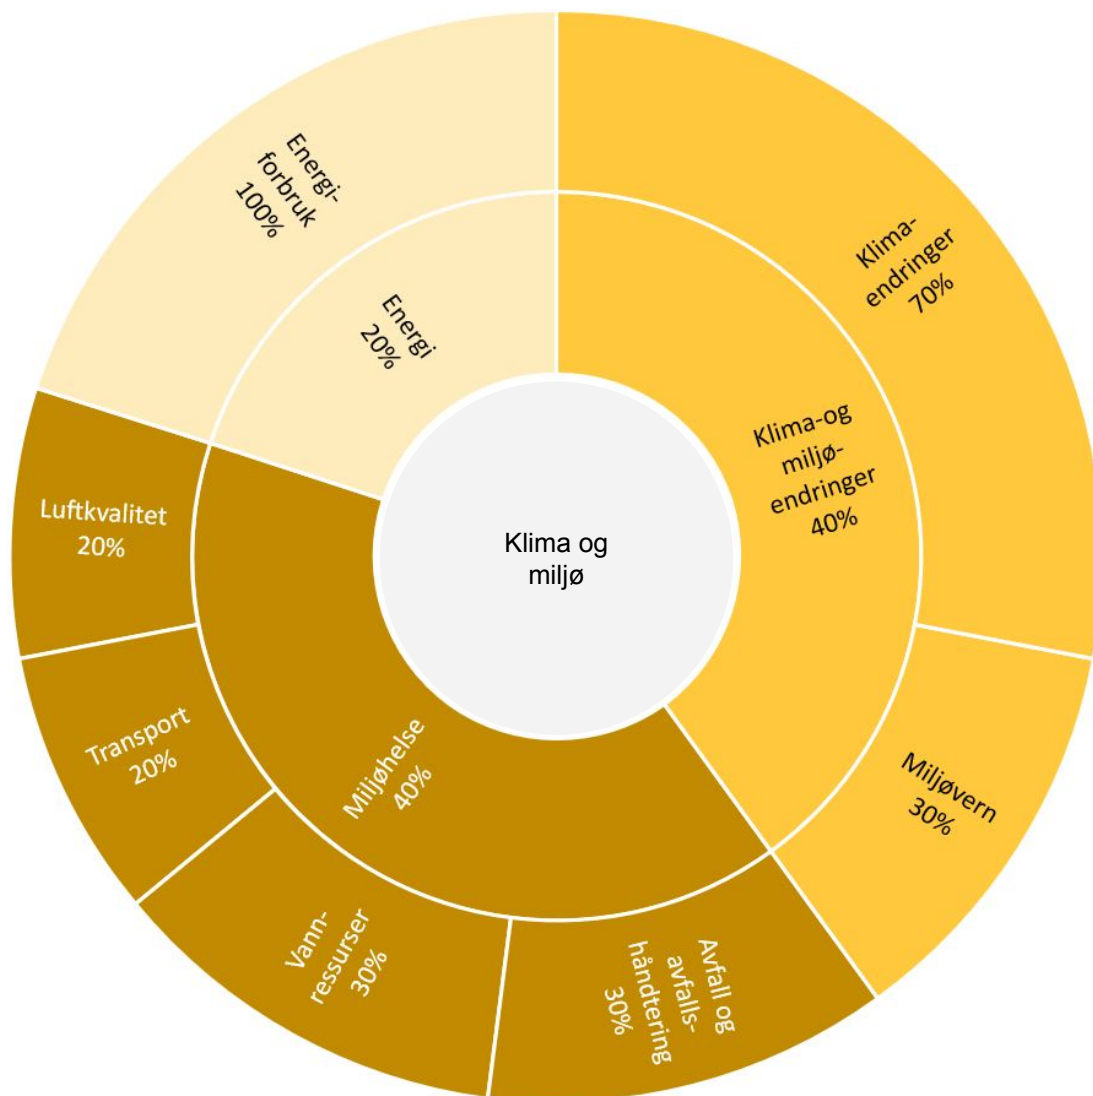 Klima og
miljø
Klima-og
miljø-
endringer
40%
Klima-
endringer
70%
Miljøvern
30%
Miljøhelse
40%
Avfall og
avfalls-
håndtering
30%
Vann-
ressurser
30%
Transport
20%
Luftkvalitet
20%
Energi
20%
Energi-
forbruk
100%